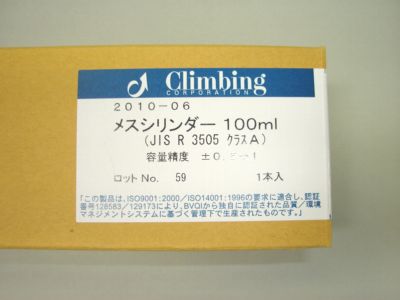 Climbing
CORPORATION
2010-06
メスシリンダー 100ml
(JIS R 3505 クラスA)
容量精度
ロット No. 59 1本入
「この製品は、ISO9001:2000/ISO14001:1996の要求に適合し、認証
番号128583/129173により、BVQIから独自に認証された品質/環境
マネジメントシステムに基づく管理下で生産されたものです。」